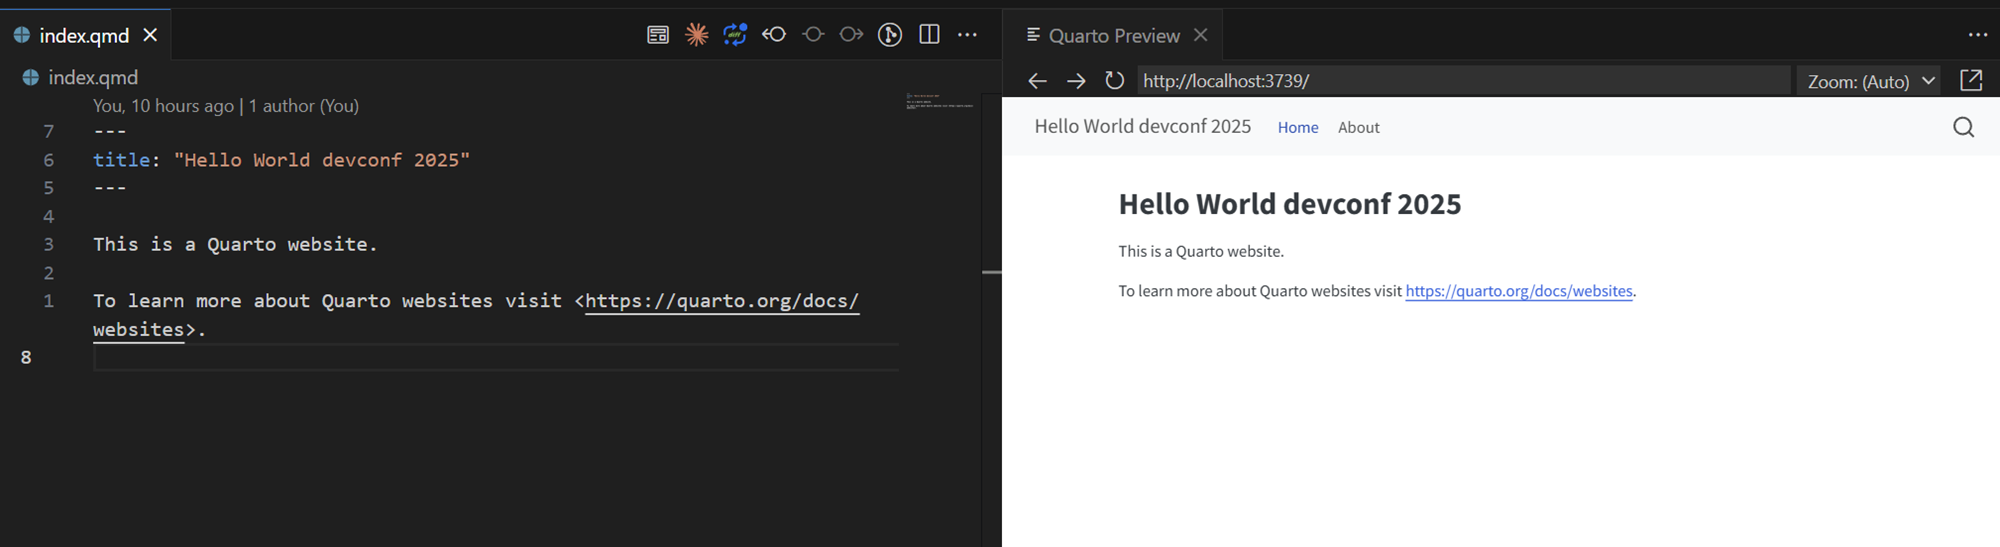 index.qmd
index.qmd
You, 10 hours ago | 1 author (You)
7 ---
6 title: "Hello World devconf 2025"
5 ---
4
3 This is a Quarto website.
2
1 To learn more about Quarto websites visit <https://quarto.org/docs/
websites>.
8
Quarto Preview
http://localhost:3739/
Zoom: (Auto)
Hello World devconf 2025 Home About
Hello World devconf 2025
This is a Quarto website.
To learn more about Quarto websites visit https://quarto.org/docs/websites.